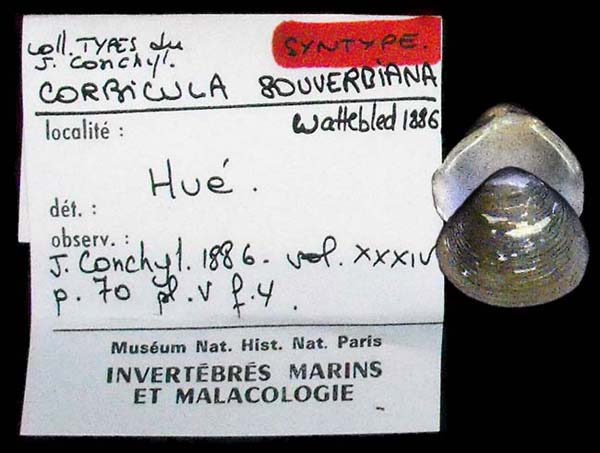 coll. TYPES du
J. Conchyl.
SYNTYPE.
CORBICULA SOUVERBIANA
Wattebled 1886
localité :
Hué.
dét. :
observ. :
J. Conchyl. 1886. vol. XXXIV
p. 70 pl. V f. 4.
Muséum Nat. Hist. Nat. Paris
INVERTÉBRÉS MARINS
ET MALACOLOGIE